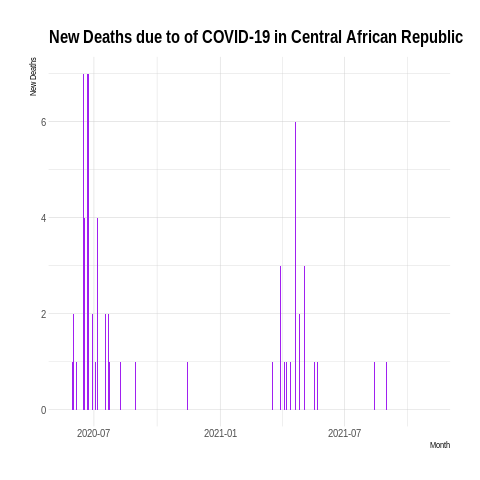 New Deaths due to of COVID-19 in Central African Republic
New Deaths
6
4
2
0
2020-07
2021-01
2021-07
Month